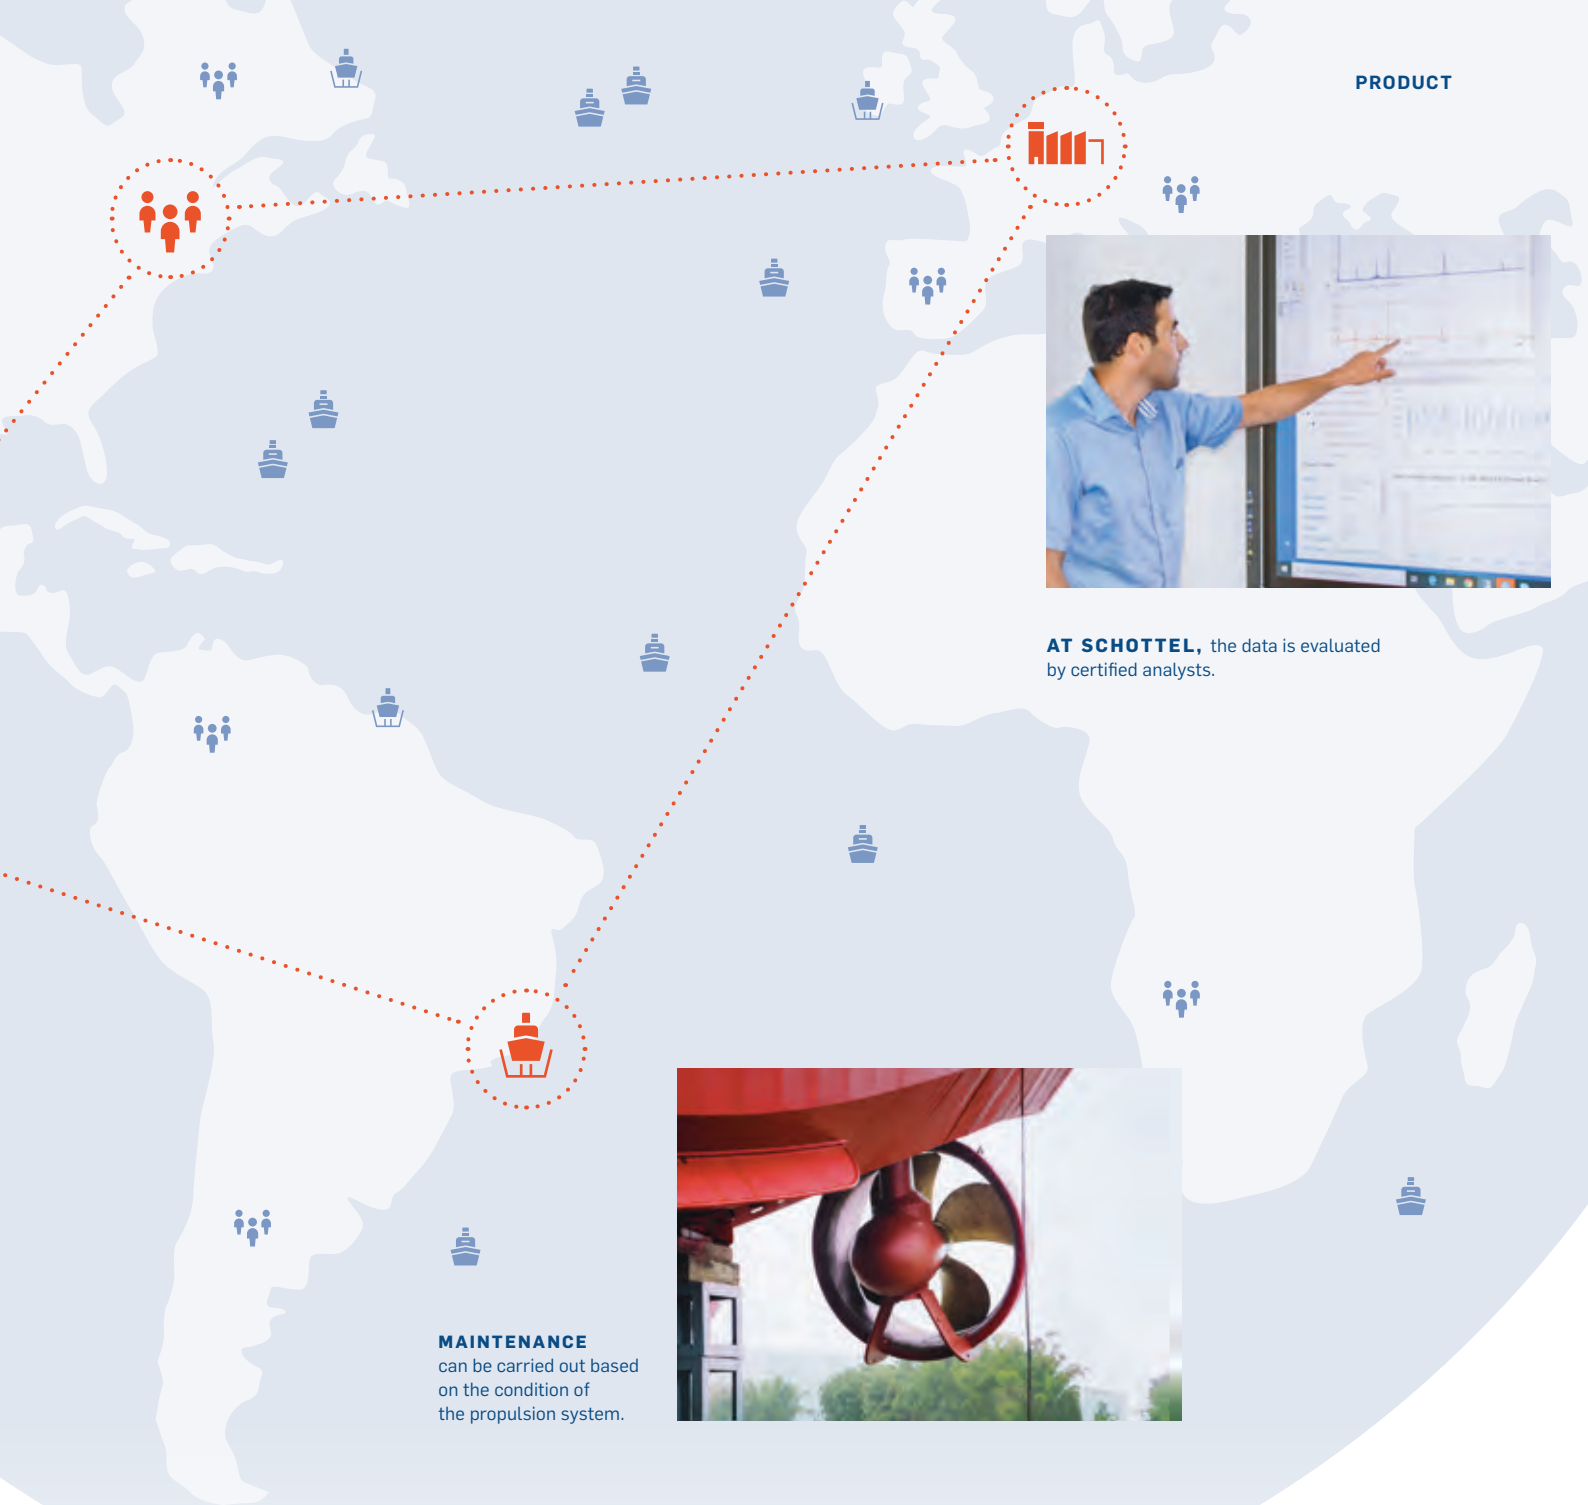 PRODUCT
AT SCHOTTEL, the data is evaluated
by certified analysts.
MAINTENANCE
can be carried out based
on the condition of
the propulsion system.